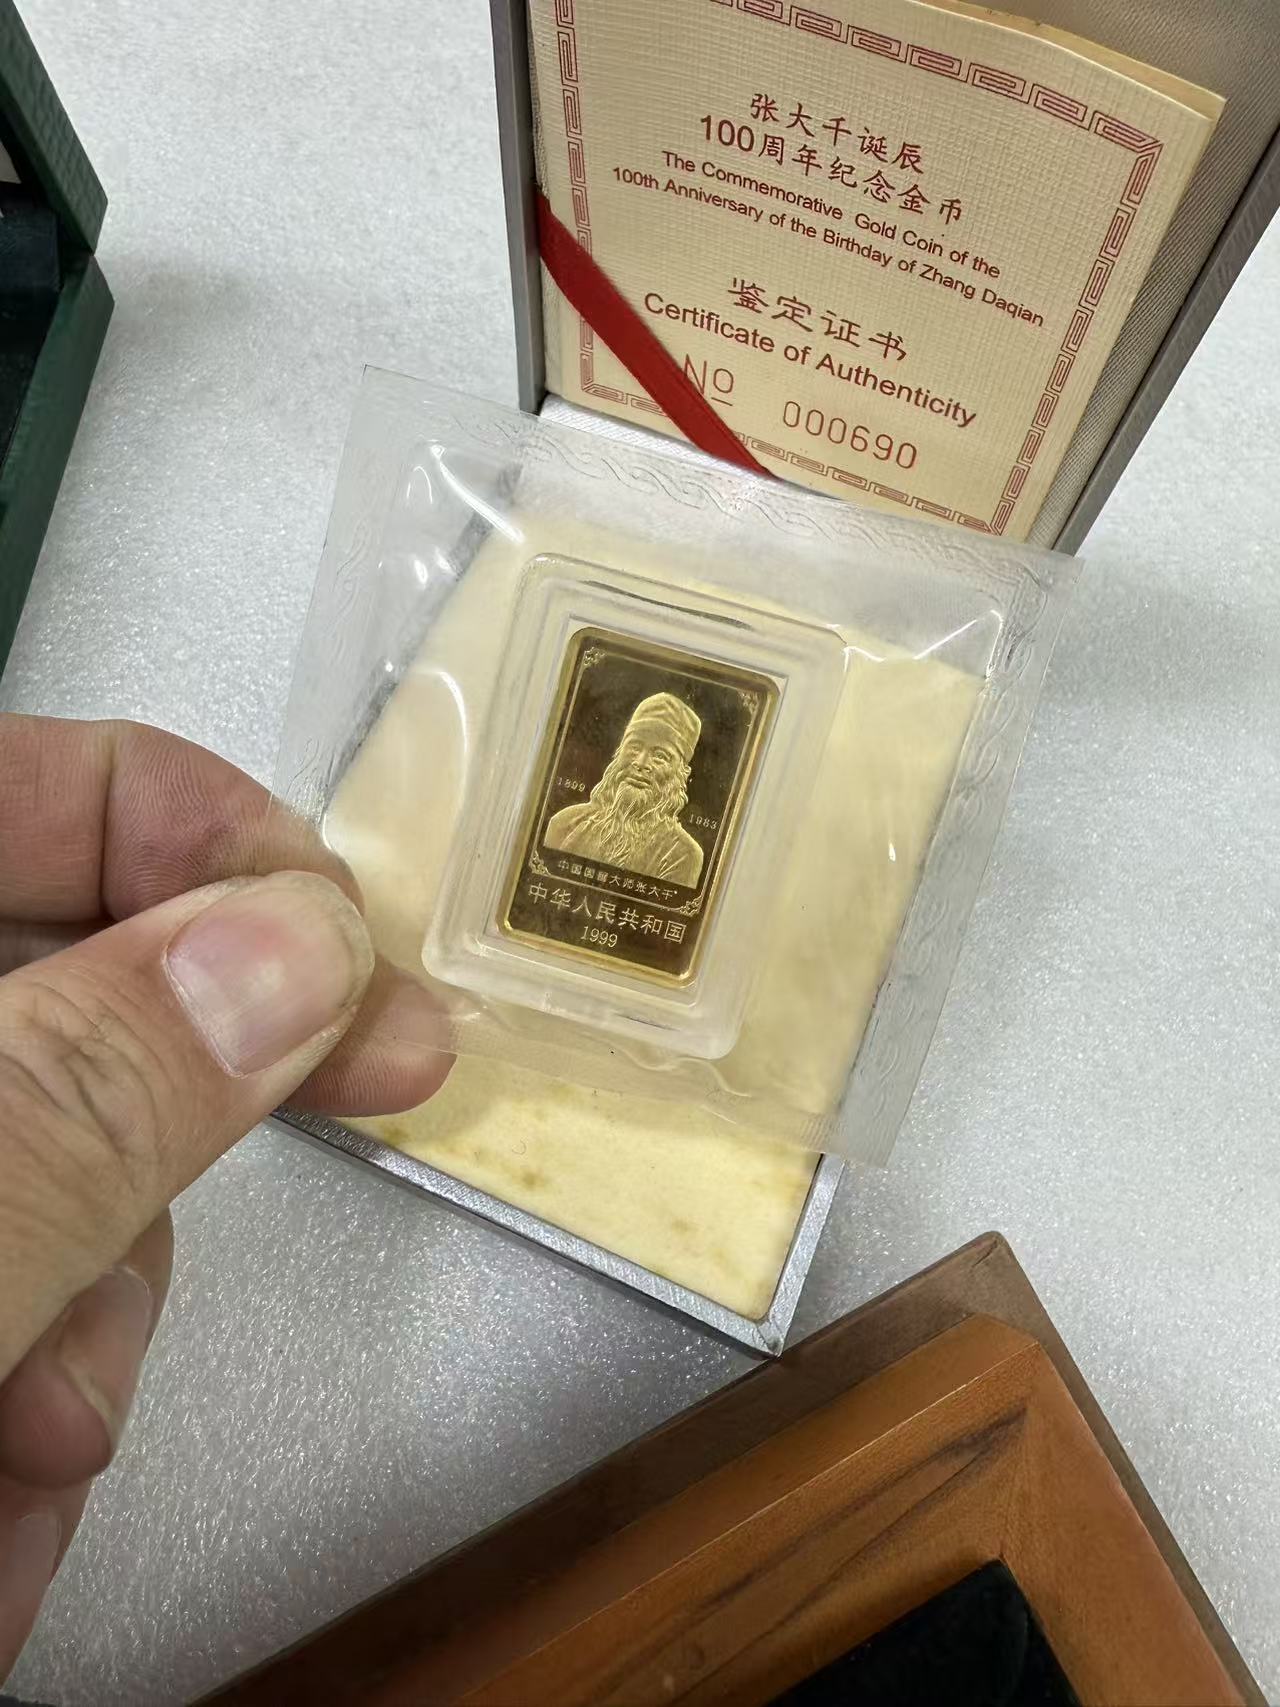 张大千诞辰
100周年纪念金币
The Commemorative Gold Coin of the
100th Anniversary of the Birthday of Zhang Daqian
鉴定证书
Certificate of Authenticity
No 000690
1899
1983
中国国画大师张大千
中华人民共和国
1999